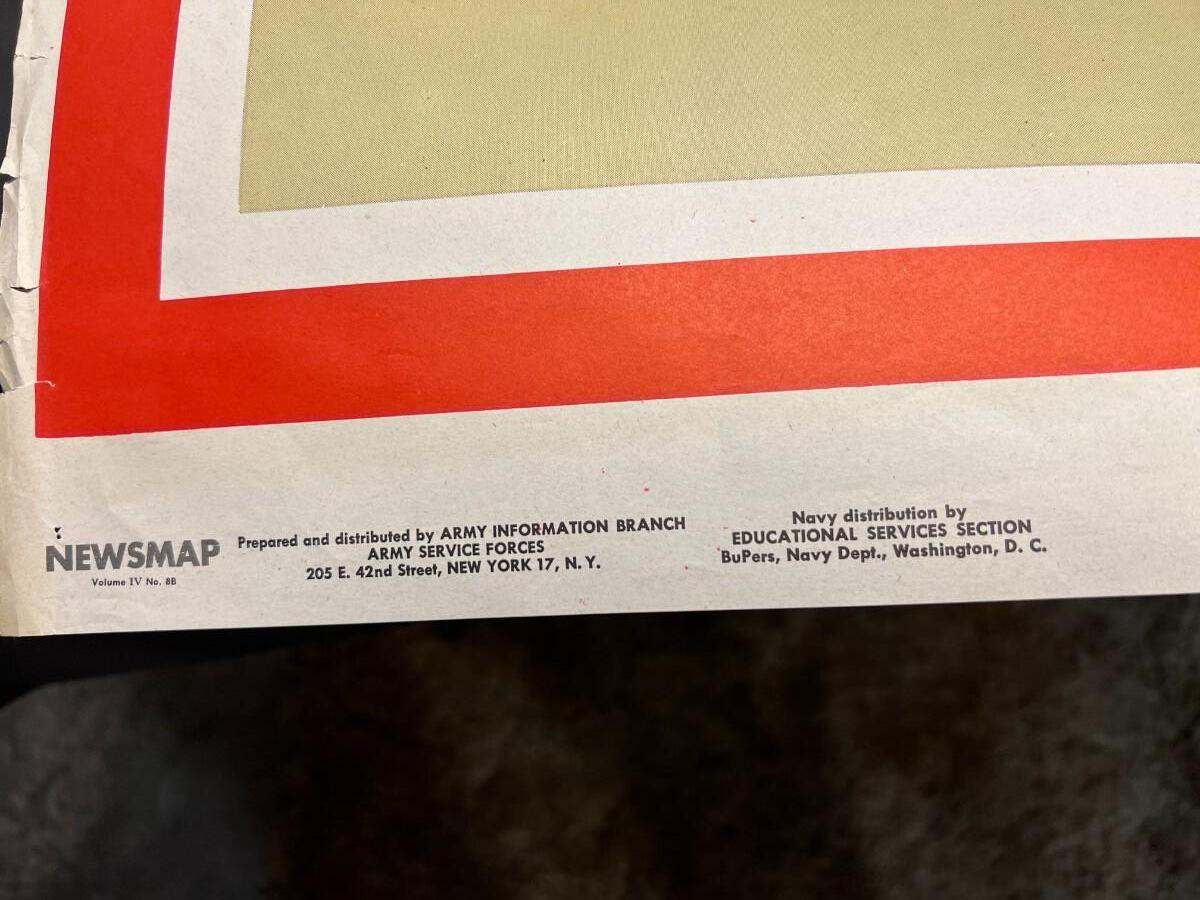 NEWSMAP
Volume IV No. 8B
Prepared and distributed by ARMY INFORMATION BRANCH
ARMY SERVICE FORCES
205 E. 42nd Street, NEW YORK 17, N. Y.
Navy distribution by
EDUCATIONAL SERVICES SECTION
BuPers, Navy Dept., Washington, D. C.